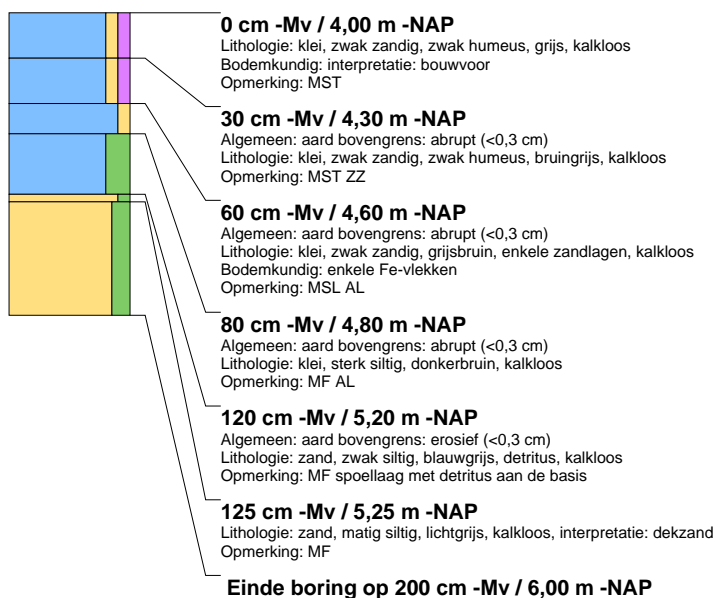 0 cm -Mv / 4,00 m -NAP
Lithologie: klei, zwak zandig, zwak humeus, grijs, kalkloos
Bodemkundig: interpretatie: bouwvoor
Opmerking: MST
30 cm -Mv / 4,30 m -NAP
Algemeen: aard bovengrens: abrupt (<0,3 cm)
Lithologie: klei, zwak zandig, zwak humeus, bruingrijs, kalkloos
Opmerking: MST ZZ
60 cm -Mv / 4,60 m -NAP
Algemeen: aard bovengrens: abrupt (<0,3 cm)
Lithologie: klei, zwak zandig, grijsbruin, enkele zandlagen, kalkloos
Bodemkundig: enkele Fe-vlekken
Opmerking: MSL AL
80 cm -Mv / 4,80 m -NAP
Algemeen: aard bovengrens: abrupt (<0,3 cm)
Lithologie: klei, sterk siltig, donkerbruin, kalkloos
Opmerking: MF AL
120 cm -Mv / 5,20 m -NAP
Algemeen: aard bovengrens: erosief (<0,3 cm)
Lithologie: zand, zwak siltig, blauwgrijs, detritus, kalkloos
Opmerking: MF spoellaag met detritus aan de basis
125 cm -Mv / 5,25 m -NAP
Lithologie: zand, matig siltig, lichtgrijs, kalkloos, interpretatie: dekzand
Opmerking: MF
Einde boring op 200 cm -Mv / 6,00 m -NAP